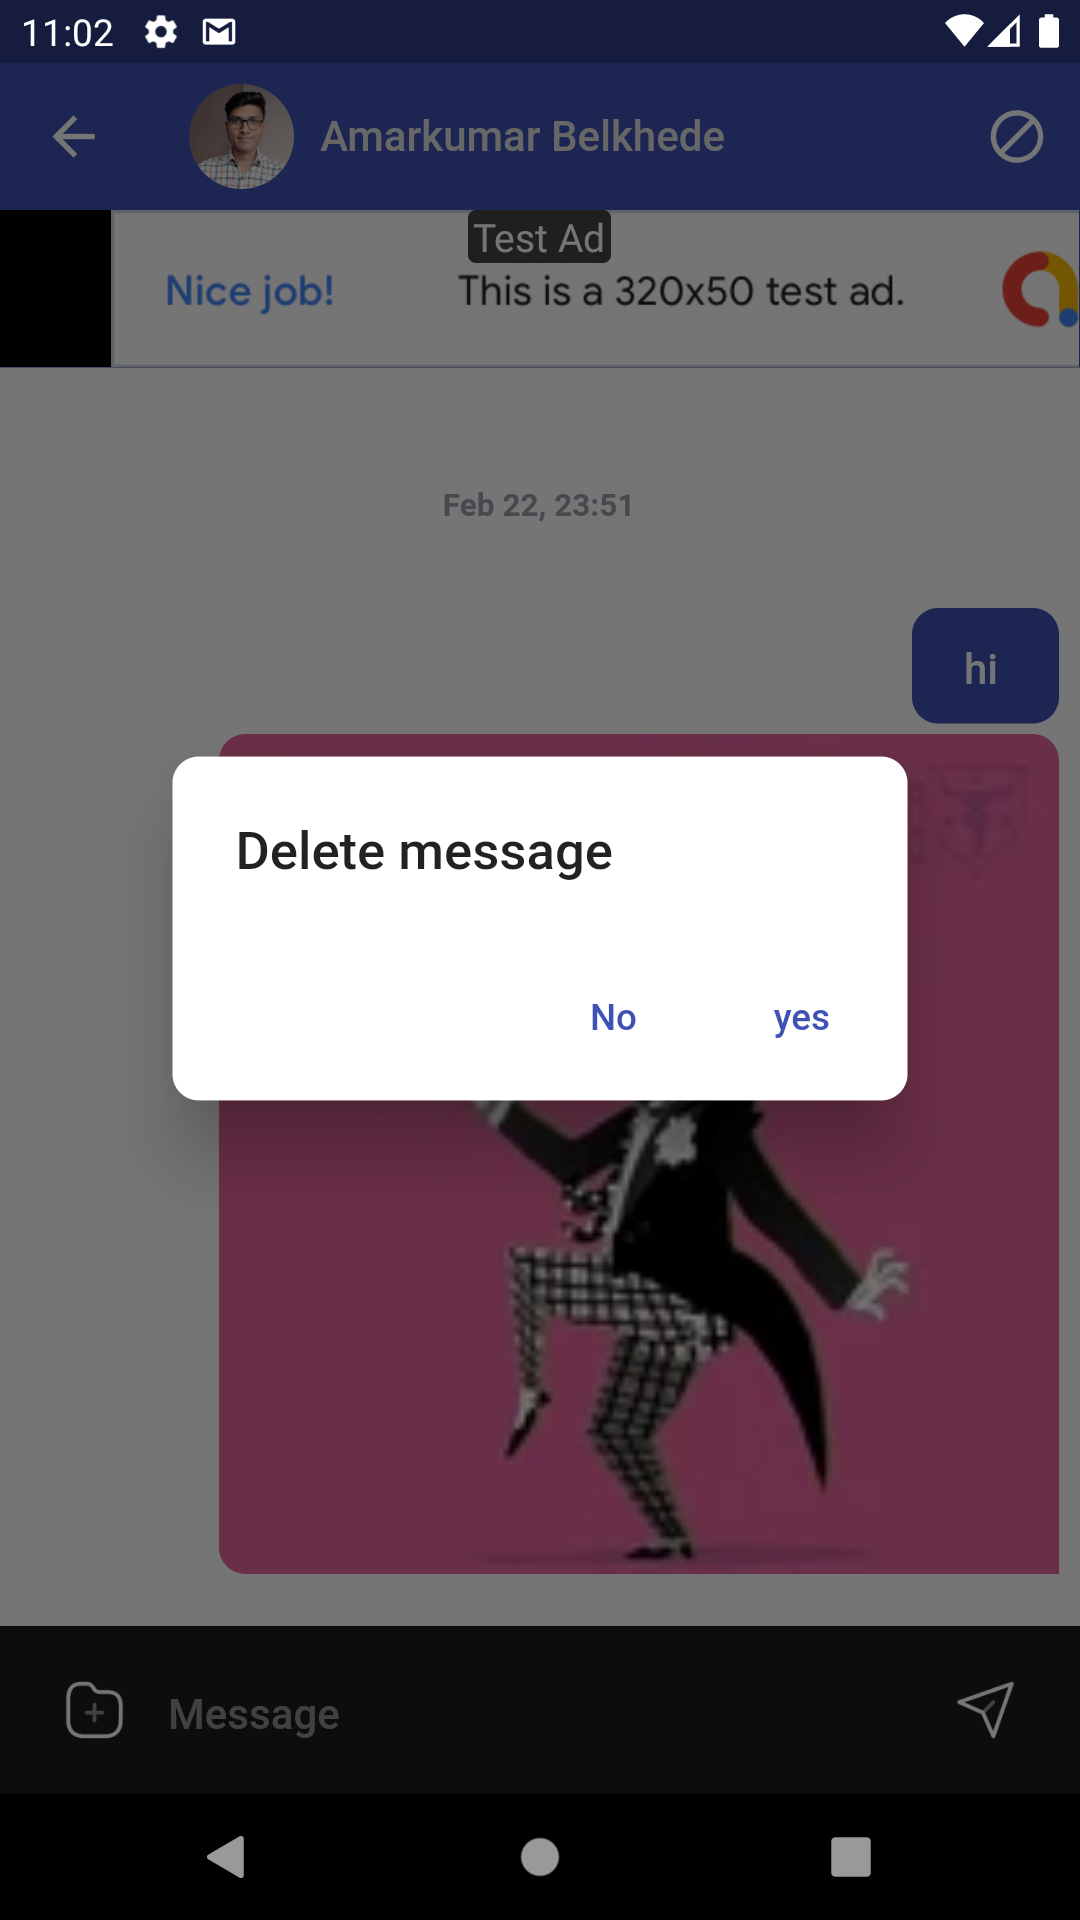 11:02
Amarkumar Belkhede
Test Ad
Nice job!
This is a 320x50 test ad.
Feb 22, 23:51
hi
Delete message
No
yes
Message